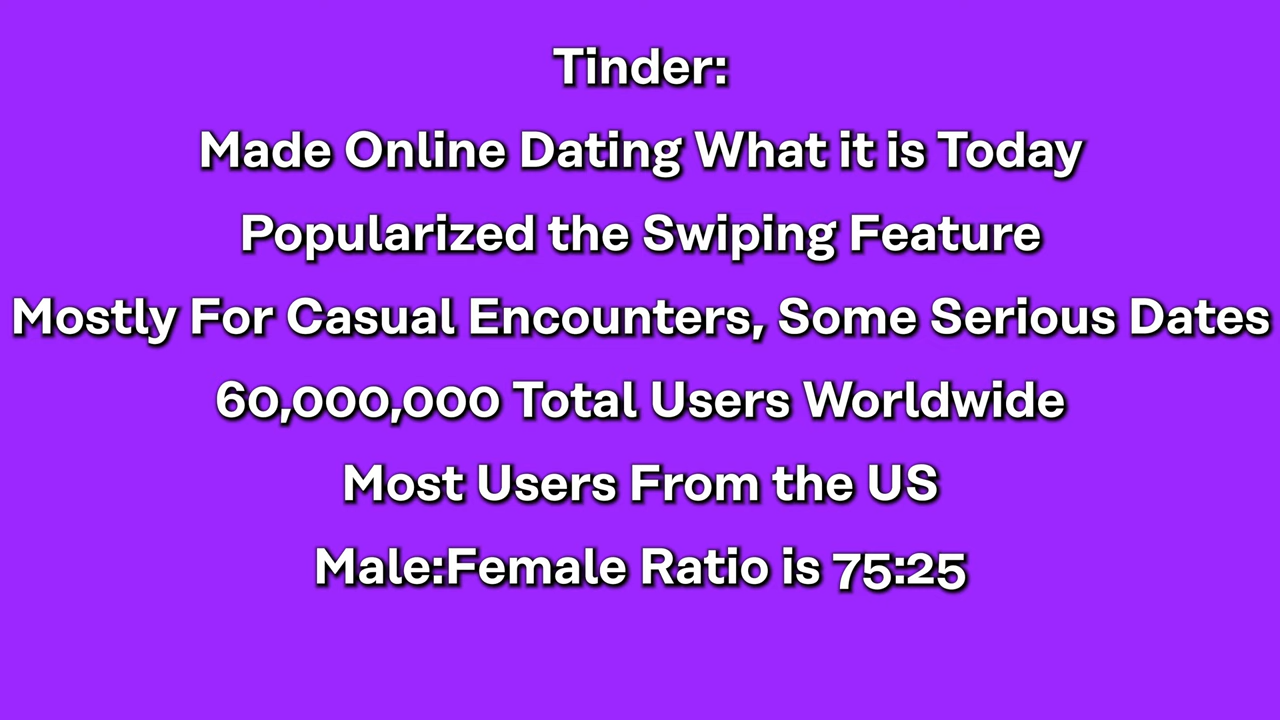 Tinder:
Made Online Dating What it is Today
Popularized the Swiping Feature
Mostly For Casual Encounters, Some Serious Dates
60,000,000 Total Users Worldwide
Most Users From the US
Male:Female Ratio is 75:25